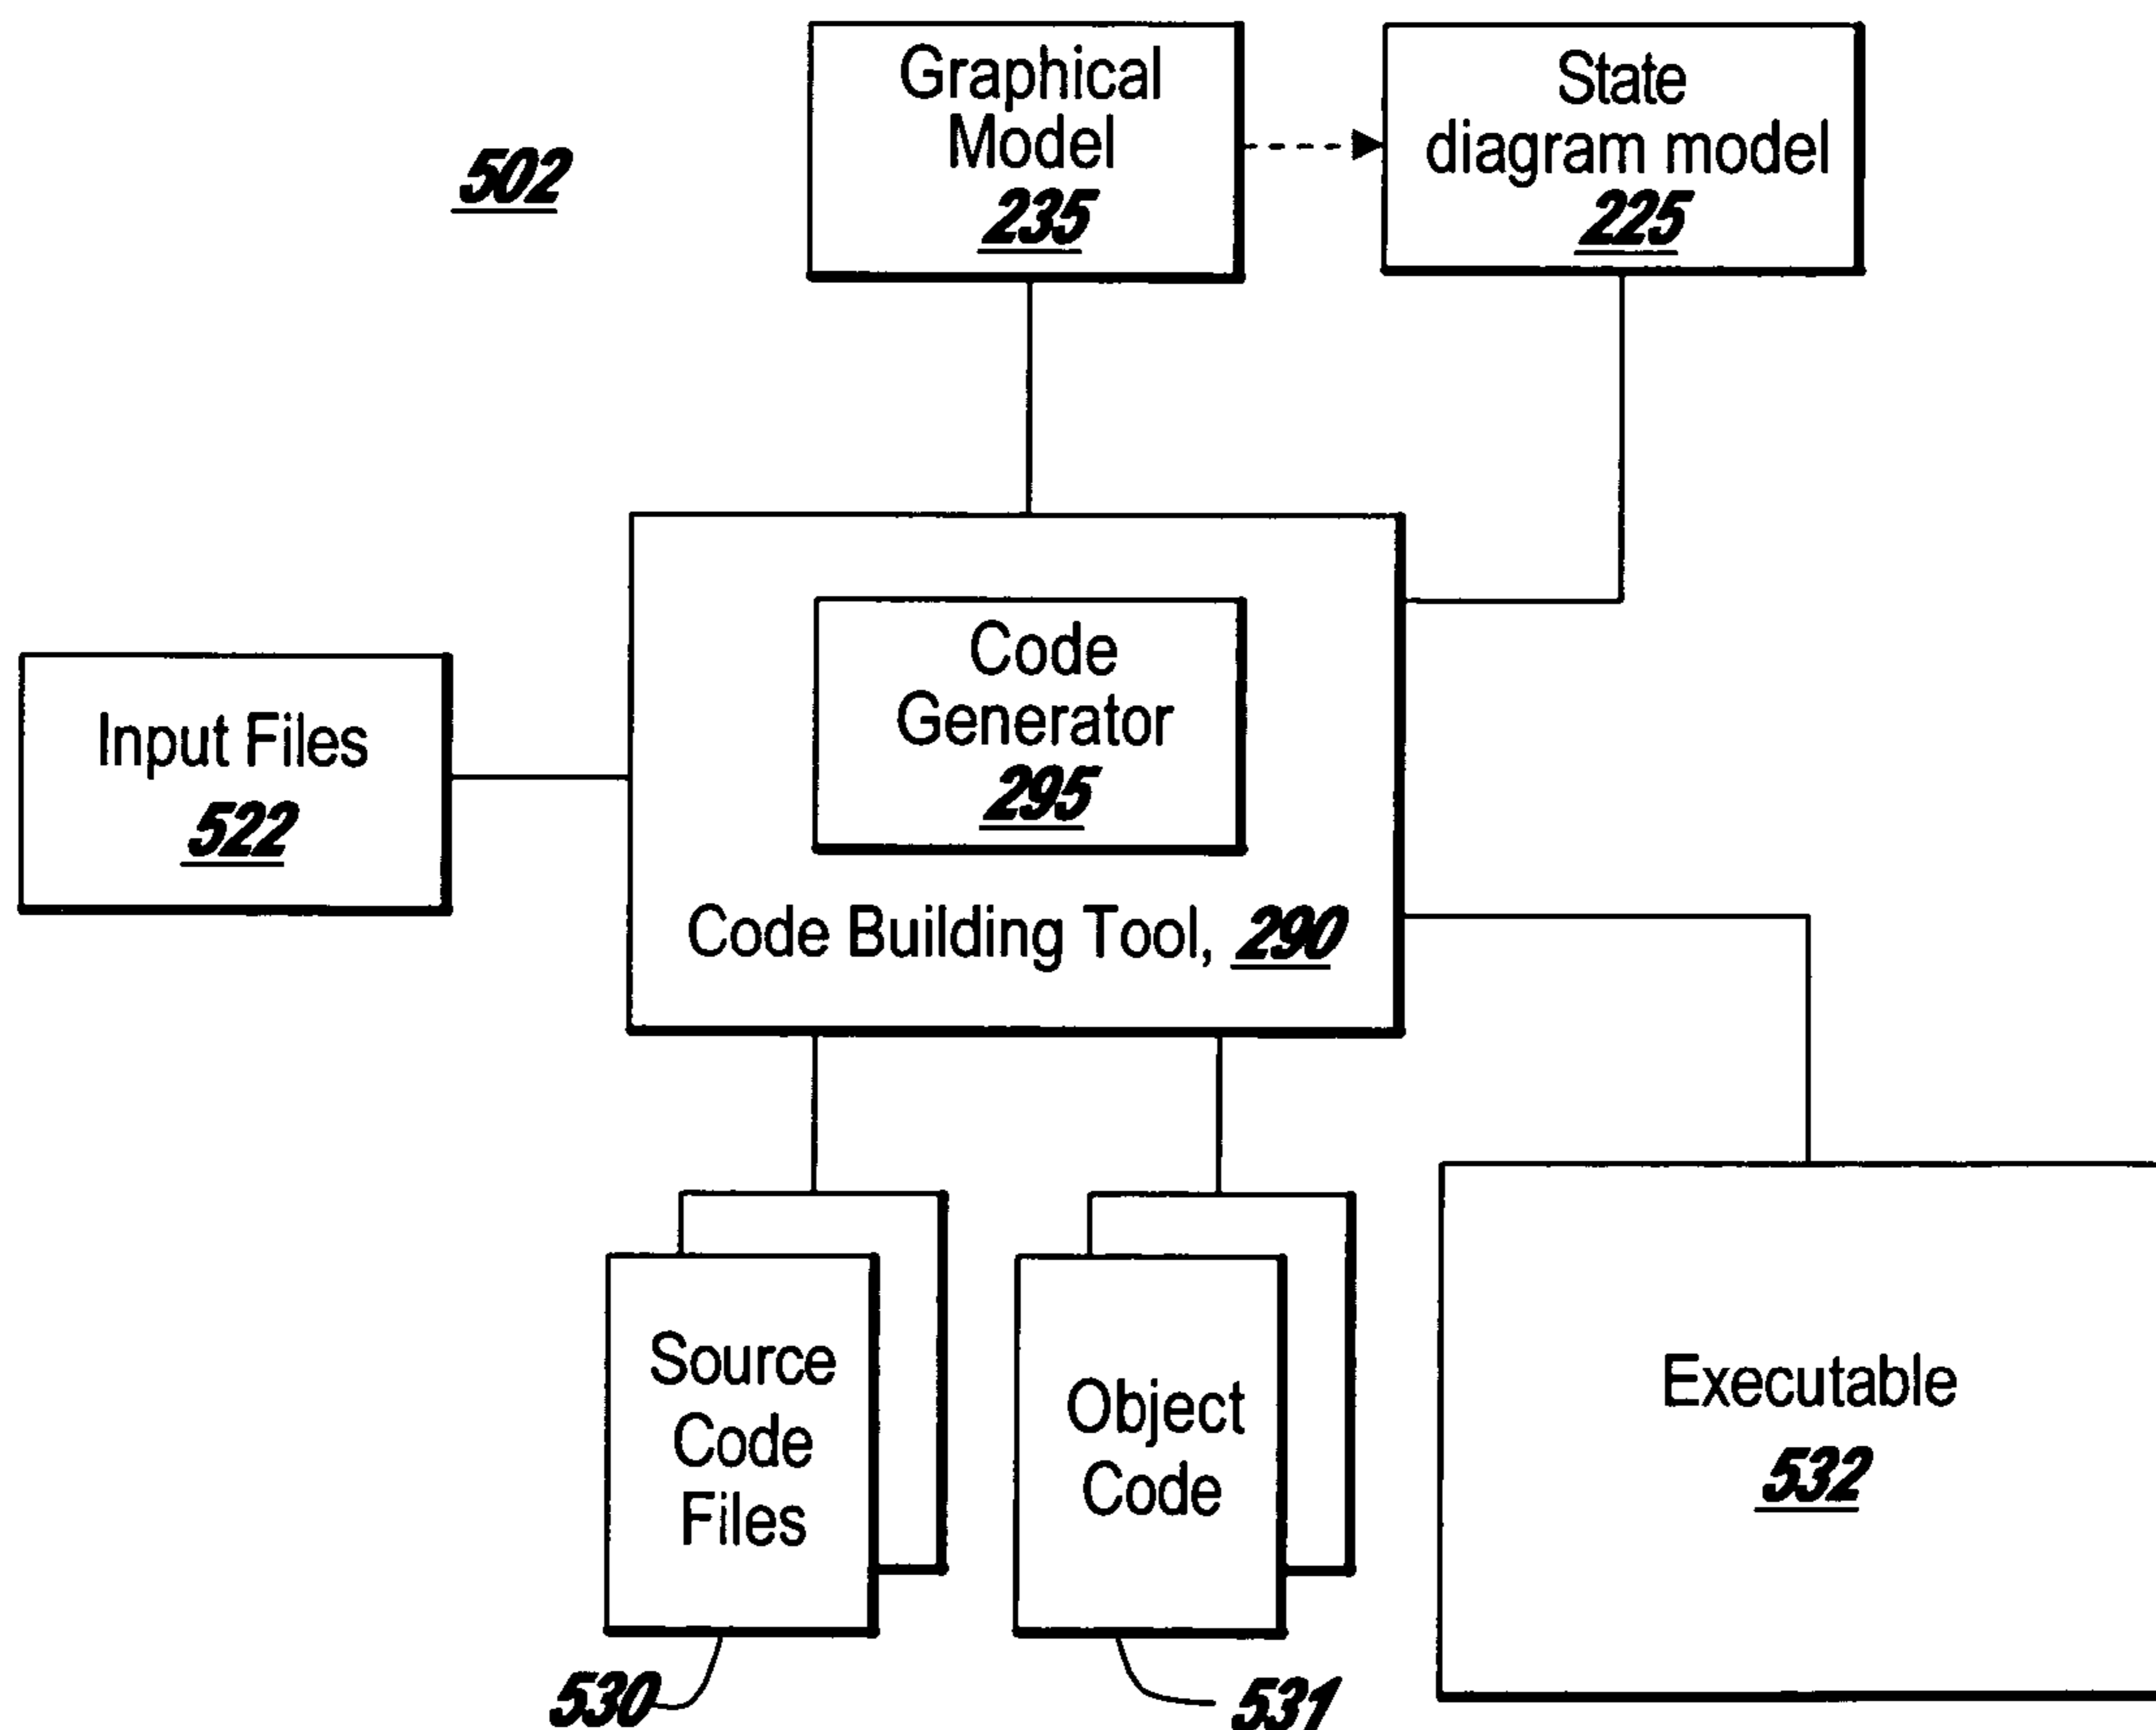 Graphical
Model
235
State
diagram model
225
502
Code
Generator
295
Code Building Tool, 290
Input Files
522
Source
Code
Files
530
Object
Code
531
Executable
532